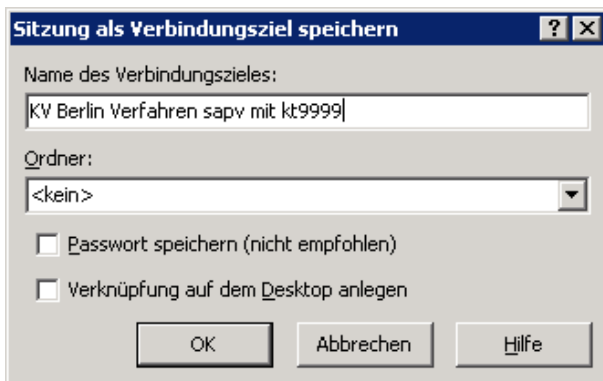 Sitzung als Verbindungsziel speichern
Name des Verbindungszieles:
KV Berlin Verfahren sapv mit kt9999
Ordner:
<kein>
Passwort speichern (nicht empfohlen)
Verknüpfung auf dem Desktop anlegen
OK Abbrechen Hilfe